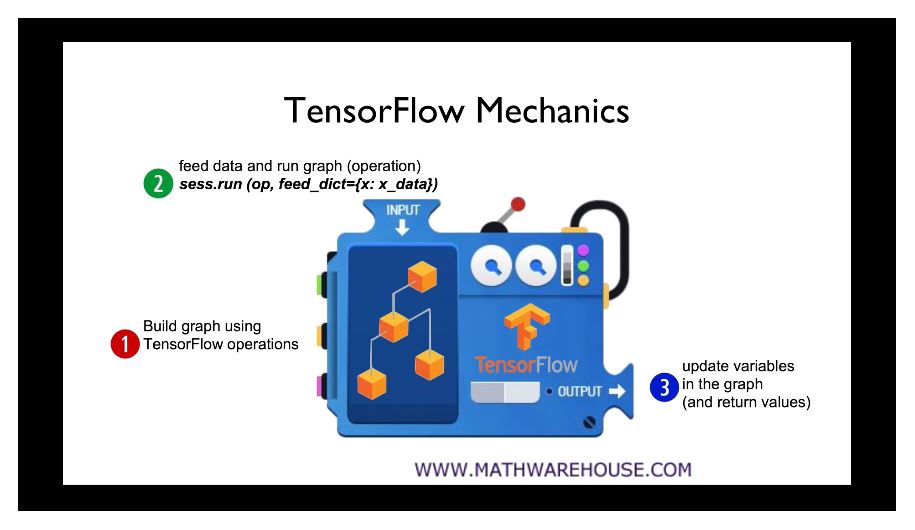 TensorFlow Mechanics
2
feed data and run graph (operation)
sess.run (op, feed_dict={x: x_data})
INPUT
1
Build graph using
TensorFlow operations
TensorFlow
OUTPUT
3
update variables
in the graph
(and return values)
WWW.MATHWAREHOUSE.COM